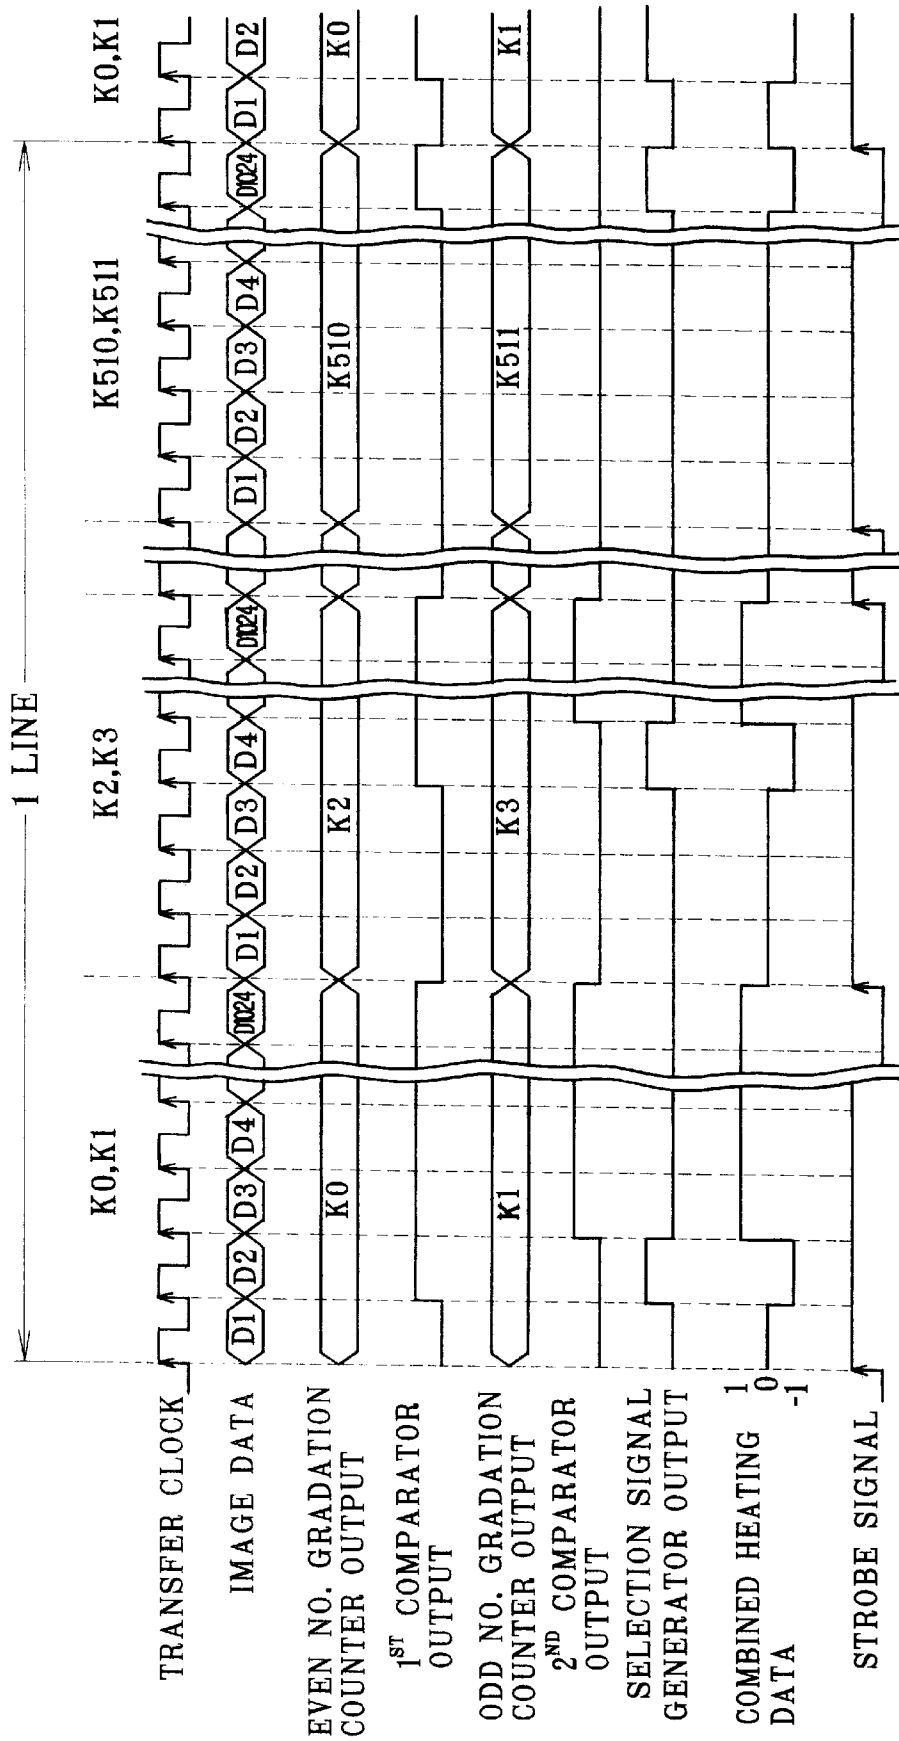 1 LINE
K0,K1
K2,K3
K510,K511
K0,K1
TRANSFER CLOCK
IMAGE DATA
D1 D2 D3 D4 D1024 D1 D2 D3 D4 D1024 D1 D2 D3 D4 D1024 D1 D2
EVEN NO. GRADATION
COUNTER OUTPUT
K0 K2 K510 K0
1ST COMPARATOR
OUTPUT
ODD NO. GRADATION
COUNTER OUTPUT
K1 K3 K511 K1
2ND COMPARATOR
OUTPUT
SELECTION SIGNAL
GENERATOR OUTPUT
COMBINED HEATING
DATA
1
0
-1
STROBE SIGNAL